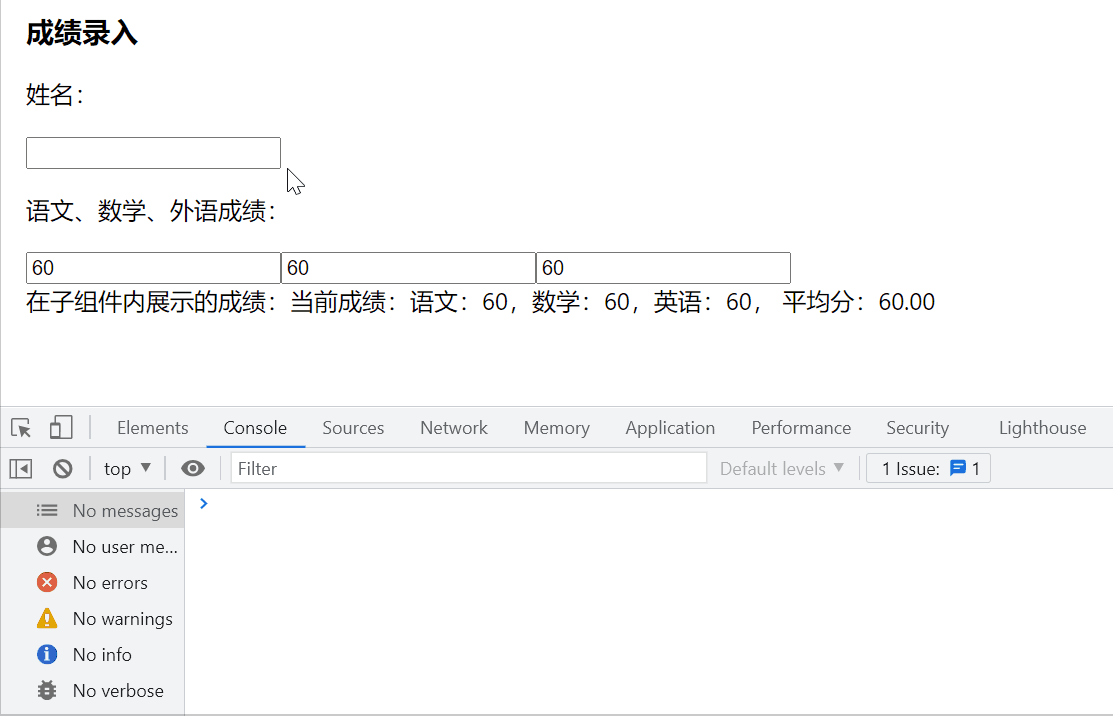 成绩录入
姓名：
语文、数学、外语成绩：
60 60 60
在子组件内展示的成绩：当前成绩：语文：60，数学：60，英语：60， 平均分：60.00
Elements Console Sources Network Memory Application Performance Security Lighthouse
top Filter Default levels 1 Issue: 1
No messages
No user me...
No errors
No warnings
No info
No verbose